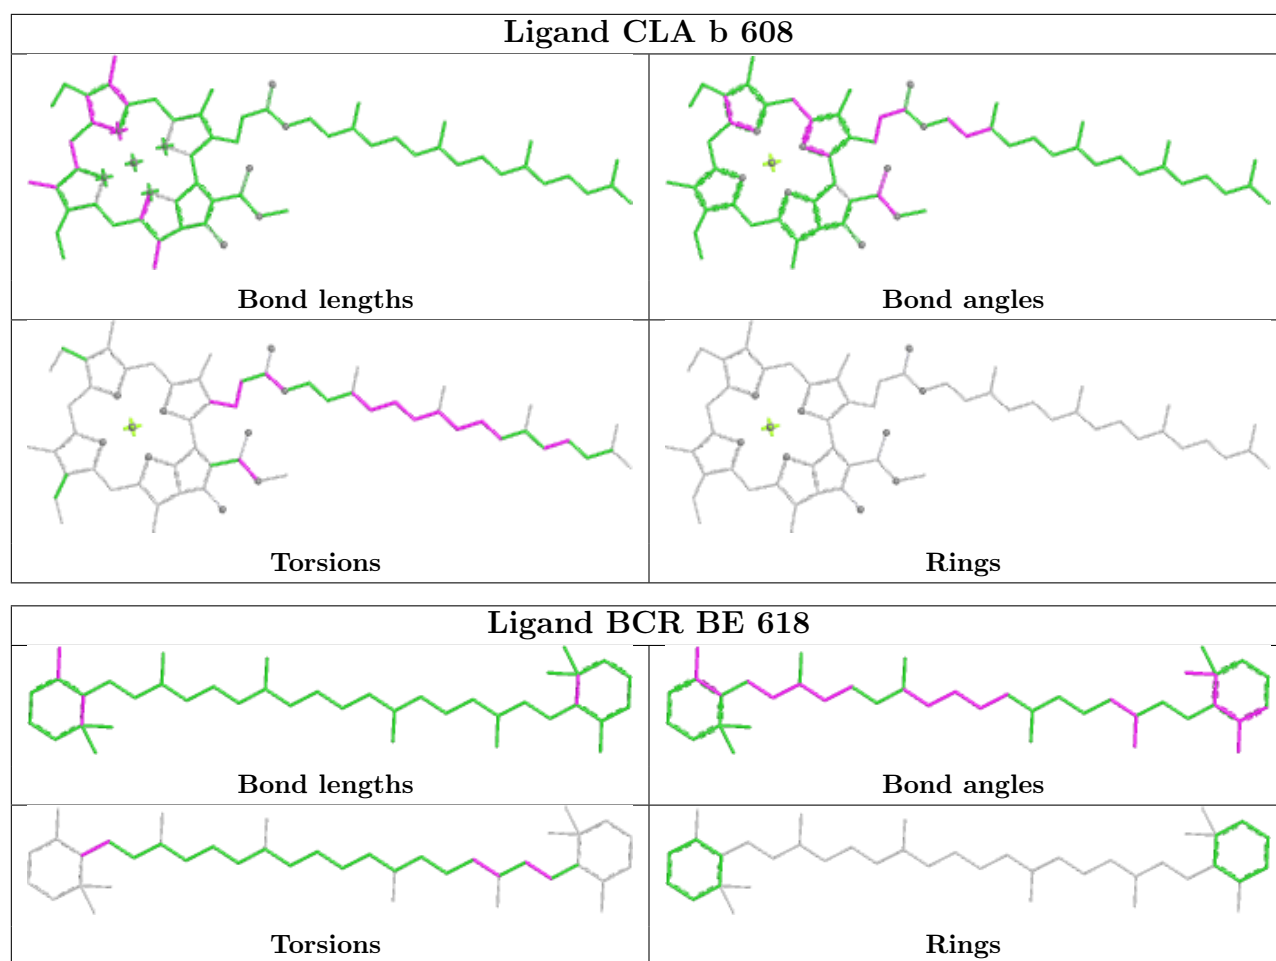 Ligand CLA b 608
Bond lengths
Bond angles
Torsions
Rings
Ligand BCR BE 618
Bond lengths
Bond angles
Torsions
Rings